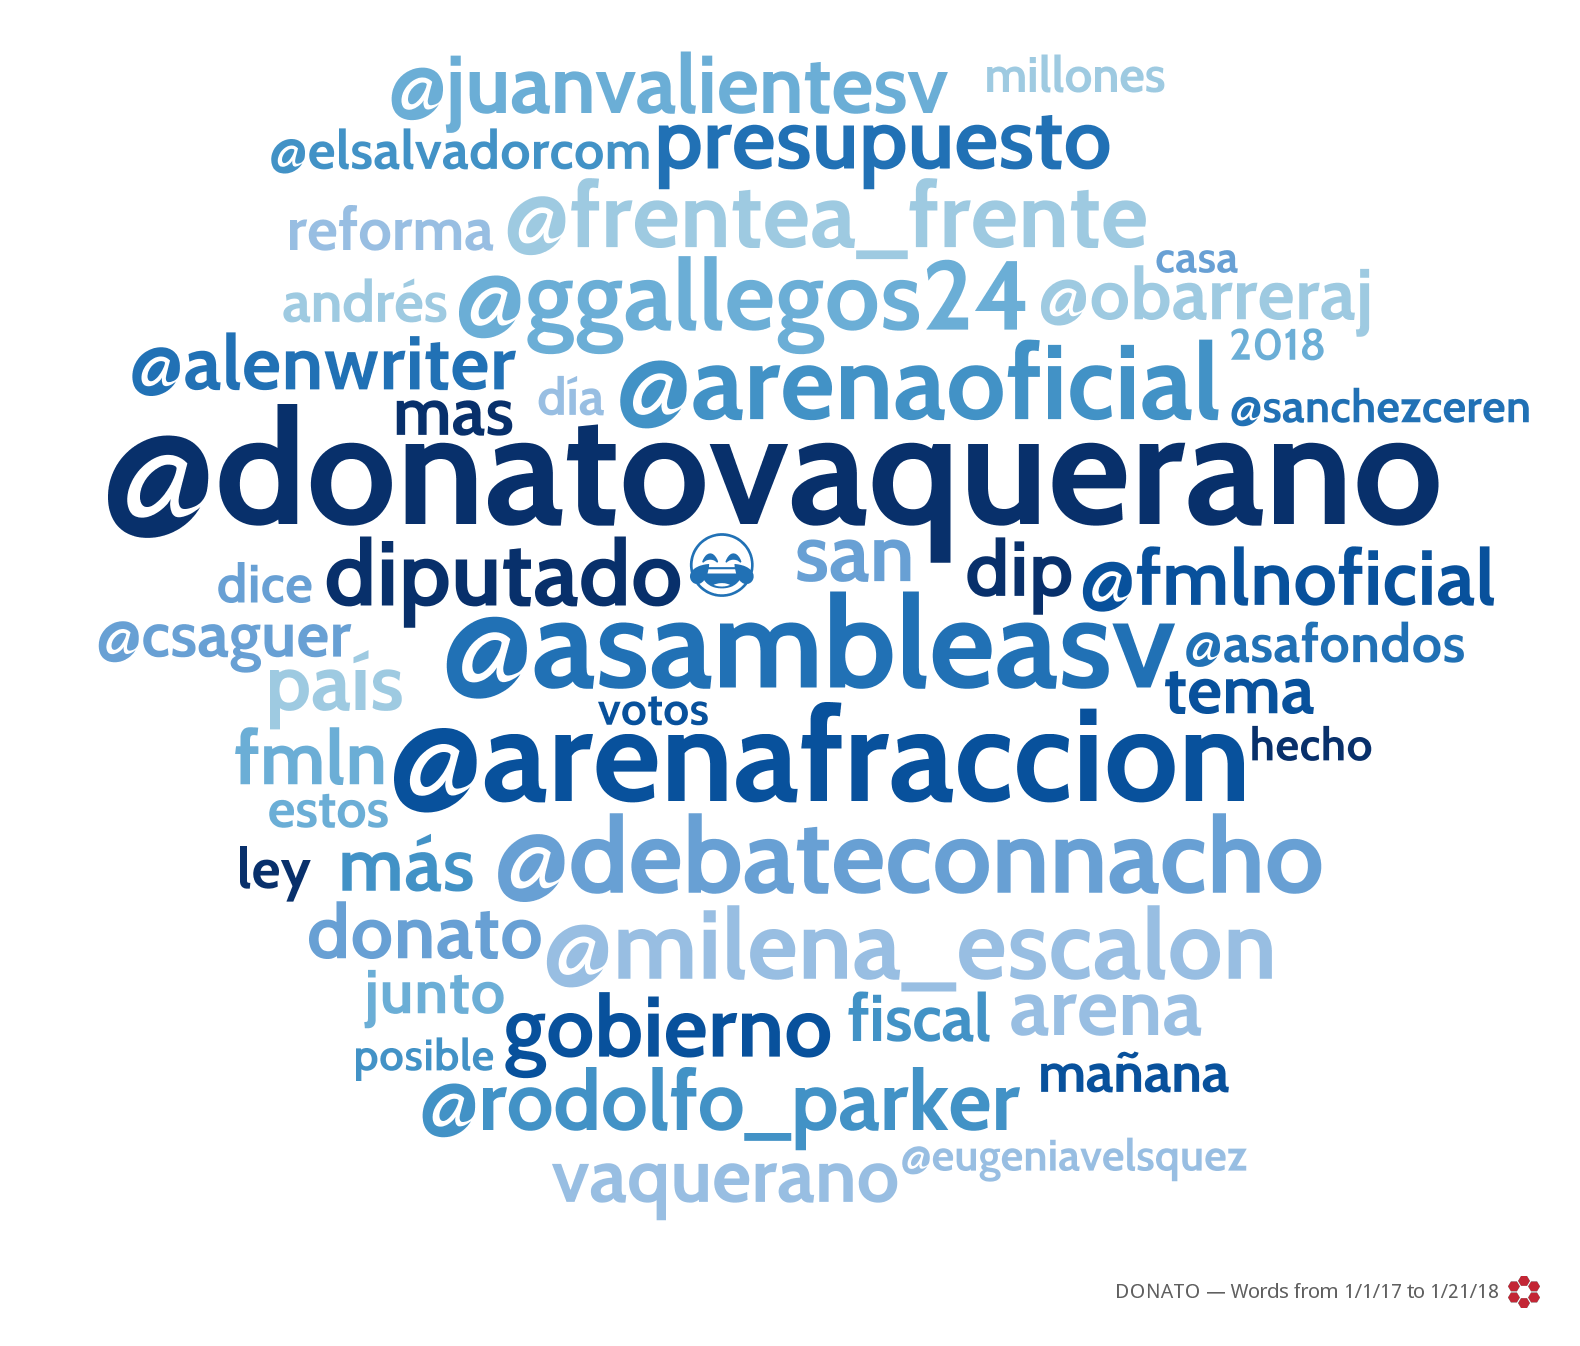 @juanvalientesv millones
@elsalvadorcom presupuesto
reforma @frentea_frente
casa
andrés @ggallegos24 @obarreraj
2018
@alenwriter día @arenaoficial @sanchezceren
mas
@donatovaquerano
dice diputado 😂 san dip @fmlnoficial
@csaguer @asambleasv @asafondos
país tema
votos
fmln @arenafraccion hecho
estos
ley más @debateconnacho
donato @milena_escalon
junto gobierno fiscal arena
posible mañana
@rodolfo_parker
vaquerano @eugeniavelsquez
DONATO — Words from 1/1/17 to 1/21/18